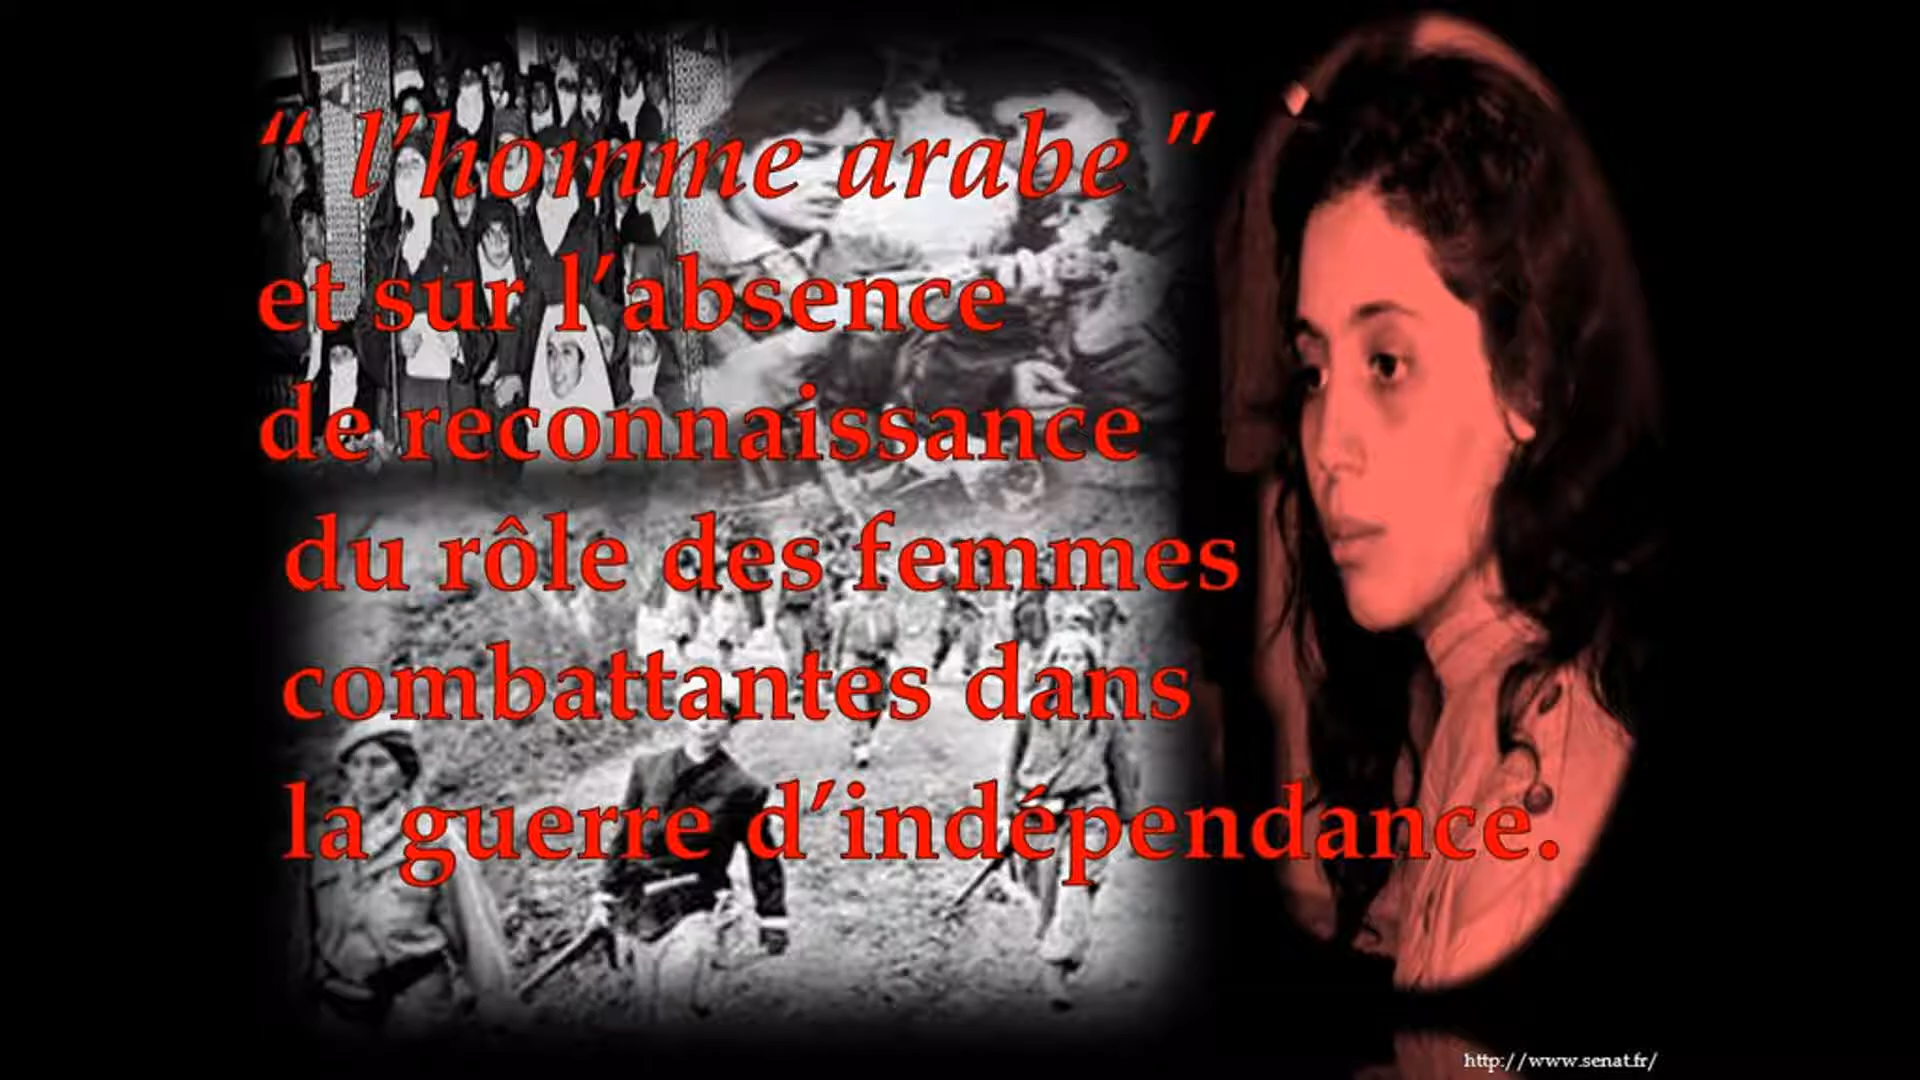 “ l’homme arabe ”
et sur l’absence
de reconnaissance
du rôle des femmes
combattantes dans
la guerre d’indépendance.
http://www.senat.fr/